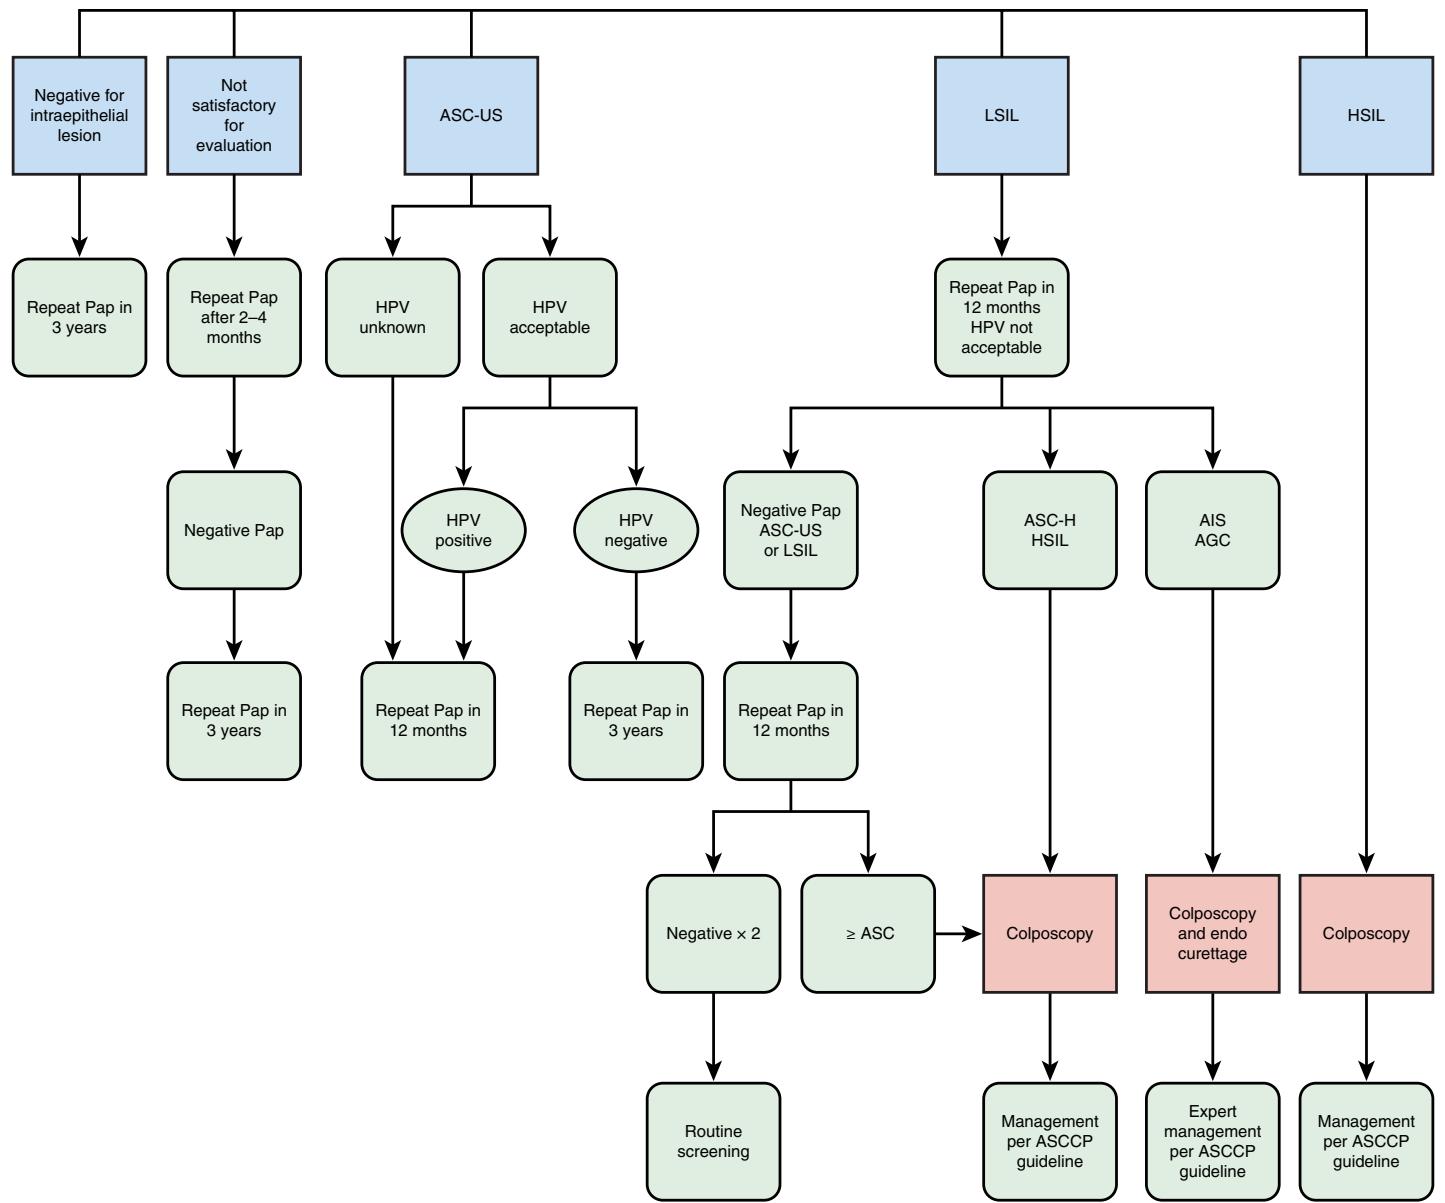 Negative for
intraepithelial
lesion
Not
satisfactory
for
evaluation
ASC-US
LSIL
HSIL
Repeat Pap in
3 years
Repeat Pap
after 2–4
months
HPV
unknown
HPV
acceptable
Repeat Pap in
12 months
HPV not
acceptable
Negative Pap
HPV
positive
HPV
negative
Negative Pap
ASC-US
or LSIL
ASC-H
HSIL
AIS
AGC
Repeat Pap in
3 years
Repeat Pap in
12 months
Repeat Pap in
3 years
Repeat Pap in
12 months
Negative × 2
≥ ASC
Colposcopy
Colposcopy
and endo
curettage
Colposcopy
Routine
screening
Management
per ASCCP
guideline
Expert
management
per ASCCP
guideline
Management
per ASCCP
guideline